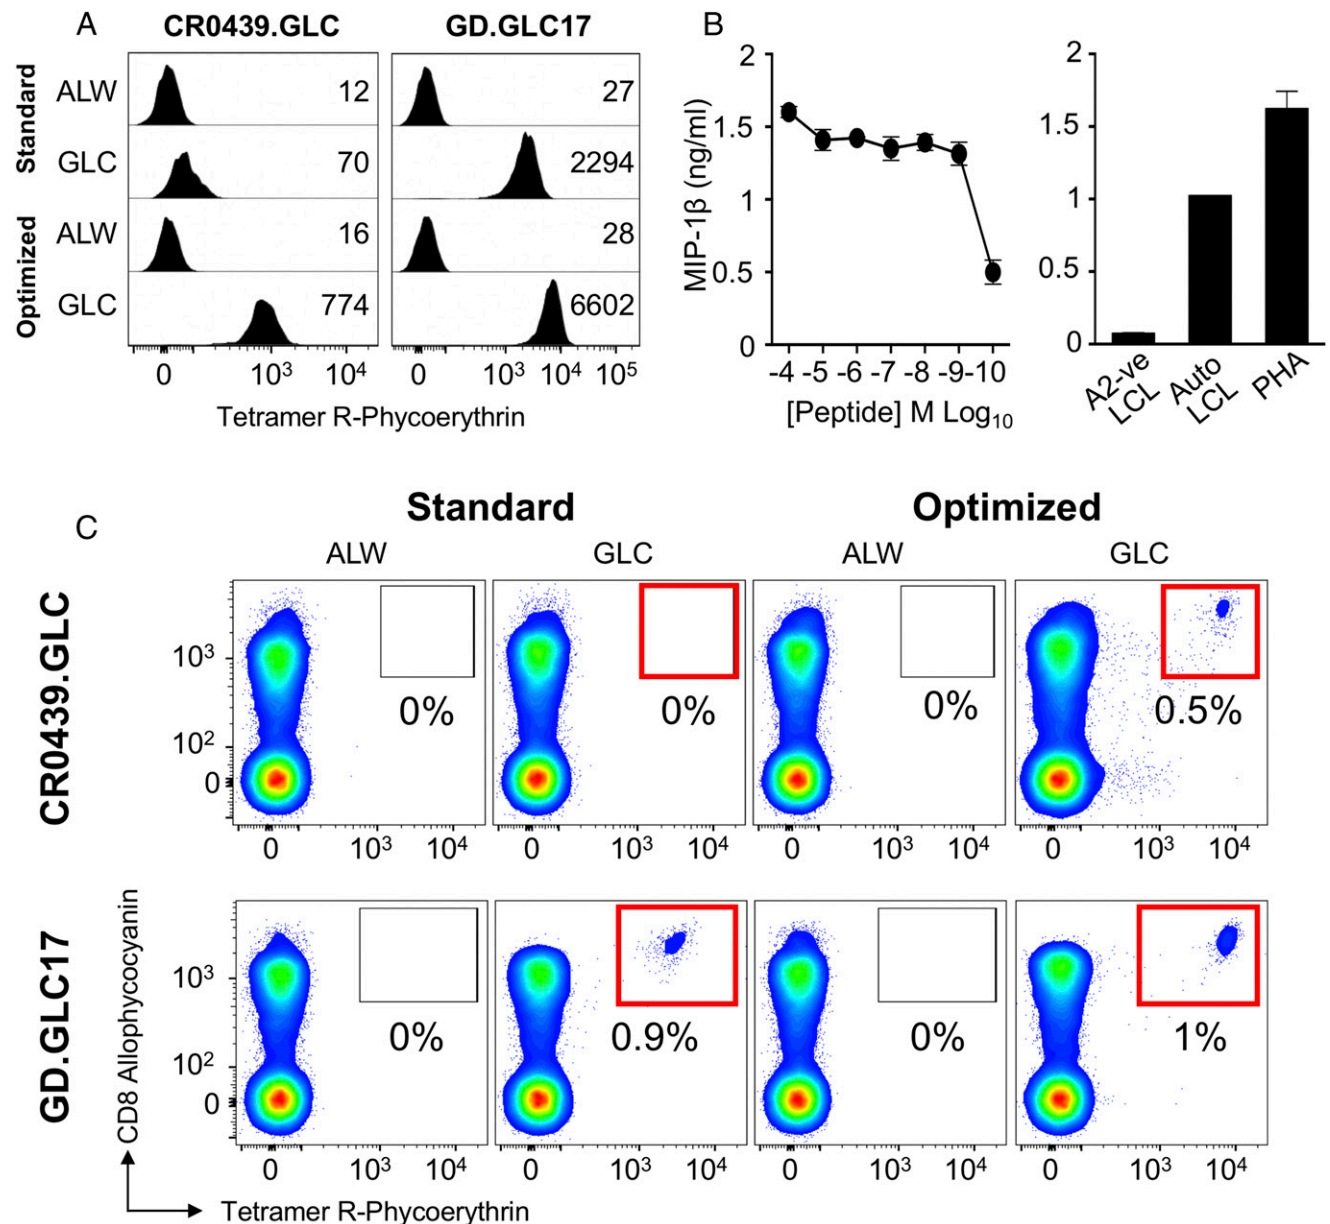 A
CR0439.GLC GD.GLC17
Standard
ALW 12 27
GLC 70 2294
Optimized
ALW 16 28
GLC 774 6602
0 10³ 10⁴ 0 10³ 10⁴ 10⁵
Tetramer R-Phycoerythrin
B
MIP-1β (ng/ml)
2
1.5
1
0.5
0
-4 -5 -6 -7 -8 -9 -10
[Peptide] M Log₁₀
2
1.5
1
0.5
0
A2-ve LCL
Auto LCL
PHA
C
Standard Optimized
ALW GLC ALW GLC
CR0439.GLC
10³
10²
0
0% 0% 0% 0.5%
0 10³ 10⁴ 0 10³ 10⁴ 0 10³ 10⁴ 0 10³ 10⁴
GD.GLC17
10³
10²
0
0% 0.9% 0% 1%
0 10³ 10⁴ 0 10³ 10⁴ 0 10³ 10⁴ 0 10³ 10⁴
CD8 Allophycocyanin
Tetramer R-Phycoerythrin